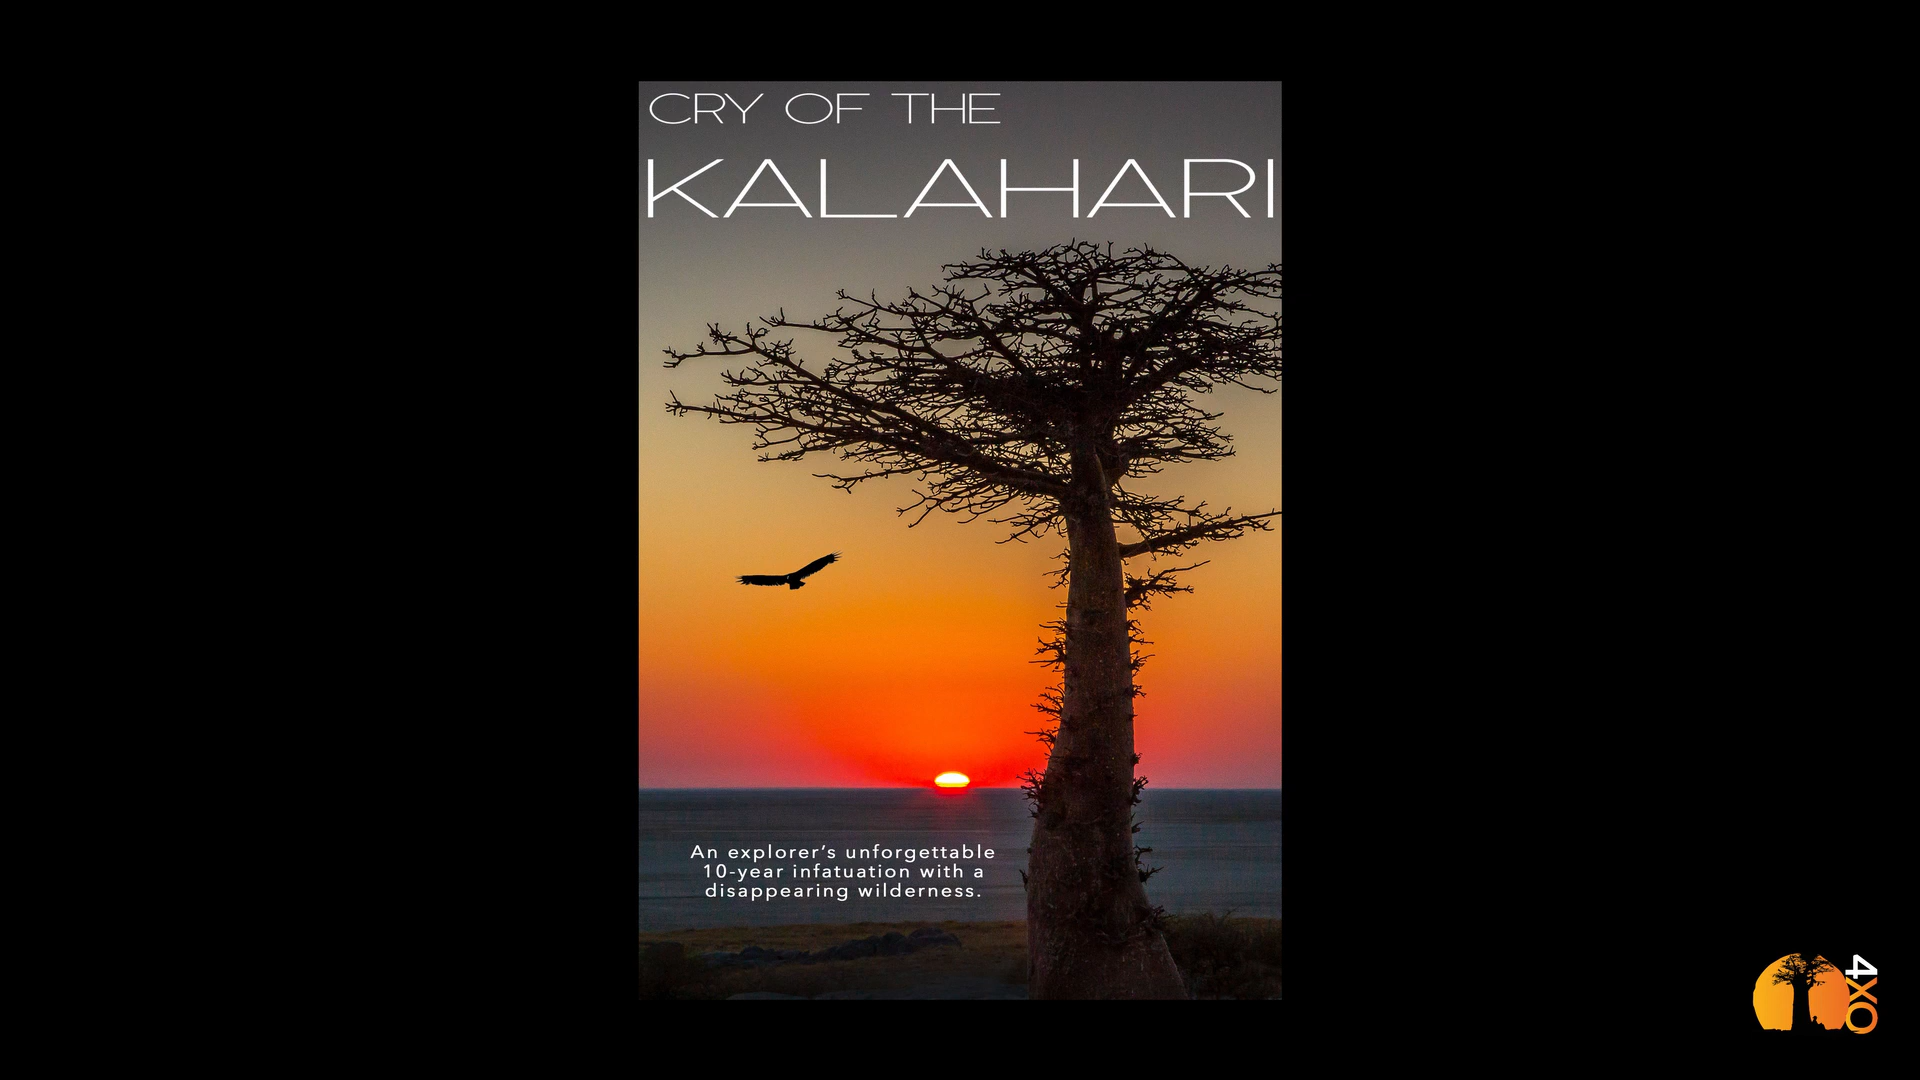 CRY OF THE
KALAHARI
An explorer’s unforgettable
10-year infatuation with a
disappearing wilderness.
4XO